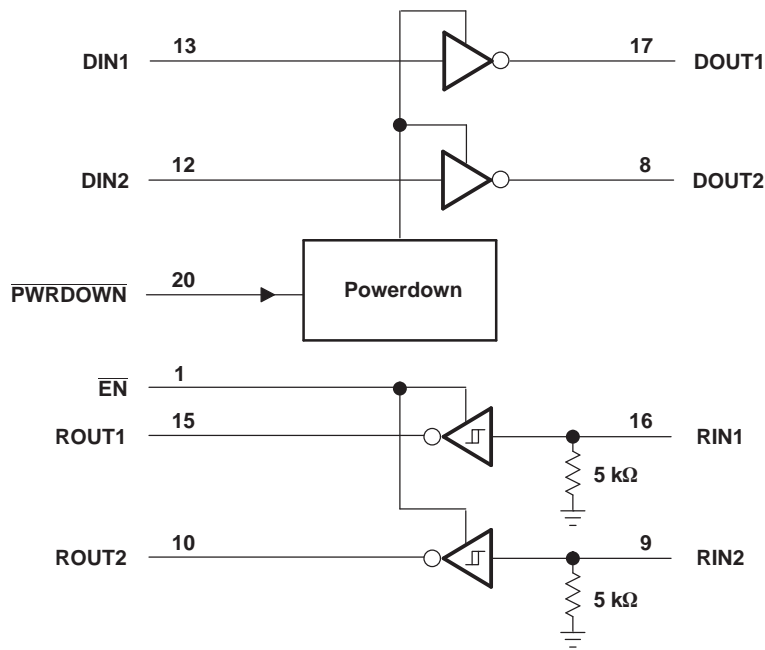 DIN1 13 17 DOUT1
DIN2 12 8 DOUT2
PWRDOWN 20 Powerdown
EN 1
ROUT1 15 16 RIN1
5 kΩ
ROUT2 10 9 RIN2
5 kΩ